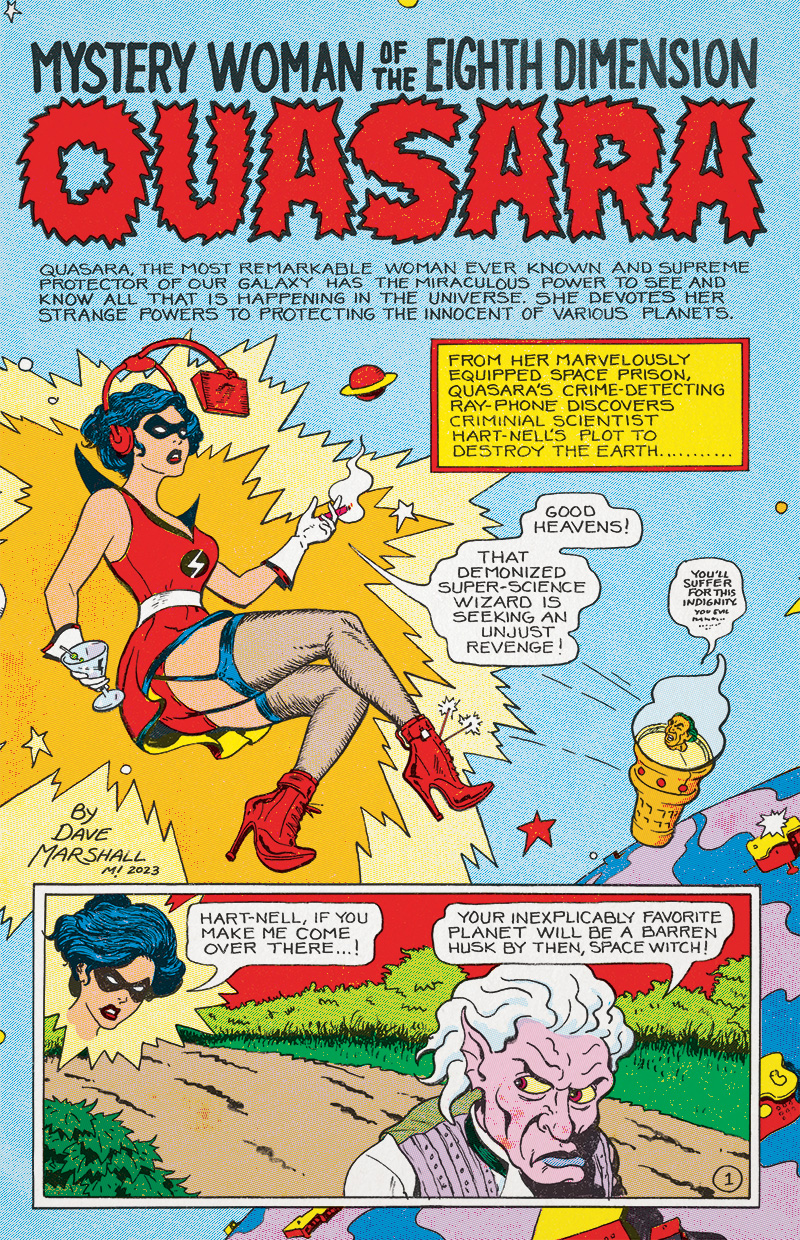 MYSTERY WOMAN OF THE EIGHTH DIMENSION
QUASARA
QUASARA, THE MOST REMARKABLE WOMAN EVER KNOWN AND SUPREME
PROTECTOR OF OUR GALAXY HAS THE MIRACULOUS POWER TO SEE AND
KNOW ALL THAT IS HAPPENING IN THE UNIVERSE. SHE DEVOTES HER
STRANGE POWERS TO PROTECTING THE INNOCENT OF VARIOUS PLANETS.
FROM HER MARVELOUSLY
EQUIPPED SPACE PRISON,
QUASARA'S CRIME-DETECTING
RAY-PHONE DISCOVERS
CRIMINIAL SCIENTIST
HART-NELL'S PLOT TO
DESTROY THE EARTH...........
GOOD
HEAVENS!
THAT
DEMONIZED
SUPER-SCIENCE
WIZARD IS
SEEKING AN
UNJUST
REVENGE!
YOU'LL
SUFFER
FOR THIS
INDIGNITY,
YOU EVIL
BY
DAVE
MARSHALL
M! 2023
HART-NELL, IF YOU
MAKE ME COME
OVER THERE...!
YOUR INEXPLICABLY FAVORITE
PLANET WILL BE A BARREN
HUSK BY THEN, SPACE WITCH!
1